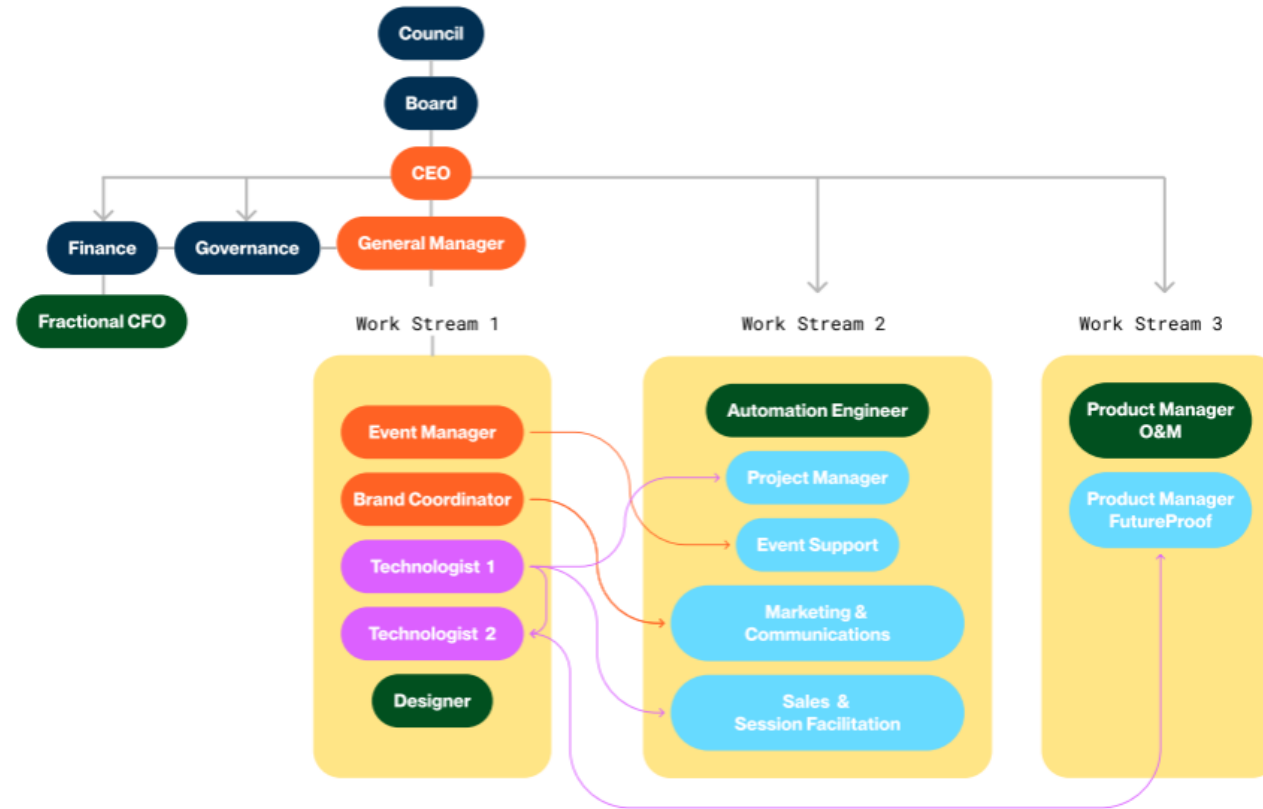 Council
Board
CEO
Finance
Governance
General Manager
Fractional CFO
Work Stream 1
Work Stream 2
Work Stream 3
Event Manager
Brand Coordinator
Technologist 1
Technologist 2
Designer
Automation Engineer
Project Manager
Event Support
Marketing &
Communications
Sales &
Session Facilitation
Product Manager
O&M
Product Manager
FutureProof